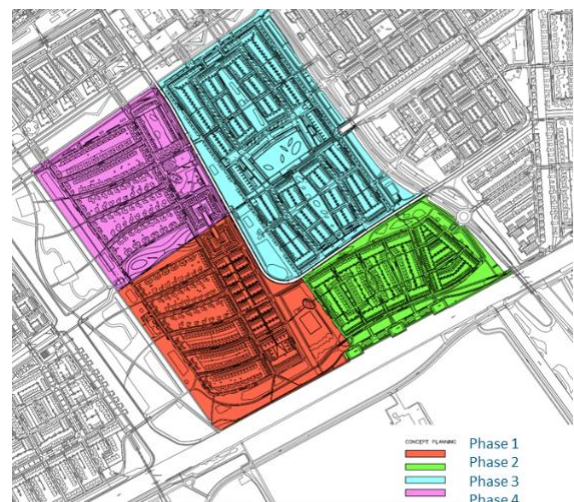 CONCEPT PLANNING
Phase 1
Phase 2
Phase 3
Phase 4